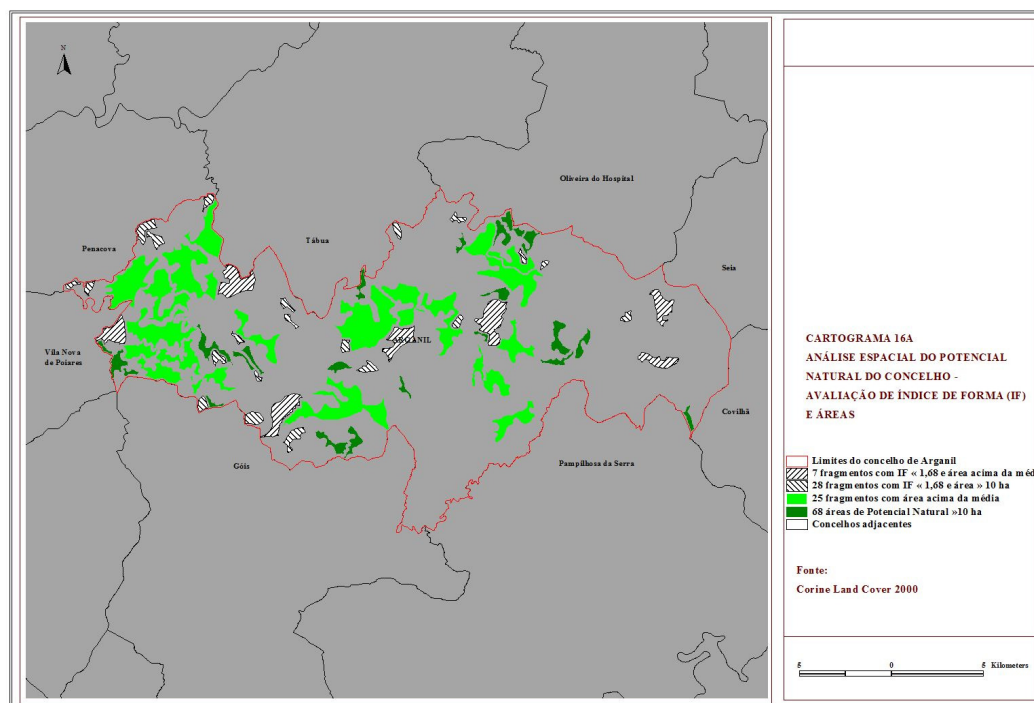 N
Oliveira do Hospital
Penacova
Tábua
Seia
ARGANIL
Vila Nova
de Poiares
Covilhã
Góis
Pampilhosa da Serra
CARTOGRAMA 16A
ANÁLISE ESPACIAL DO POTENCIAL
NATURAL DO CONCELHO -
AVALIAÇÃO DE ÍNDICE DE FORMA (IF)
E ÁREAS
Limites do concelho de Arganil
7 fragmentos com IF « 1,68 e área acima da méd
28 fragmentos com IF « 1,68 e área » 10 ha
25 fragmentos com área acima da média
68 áreas de Potencial Natural »10 ha
Concelhos adjacentes
Fonte:
Corine Land Cover 2000
5 0 5 Kilometers